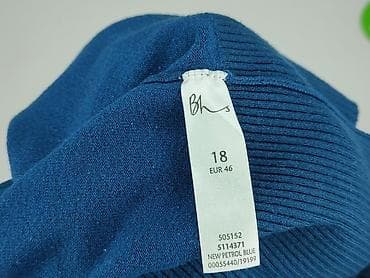 Bhs
18
EUR 46
505152
5114371
NEW PETROL BLUE
00055440/19199